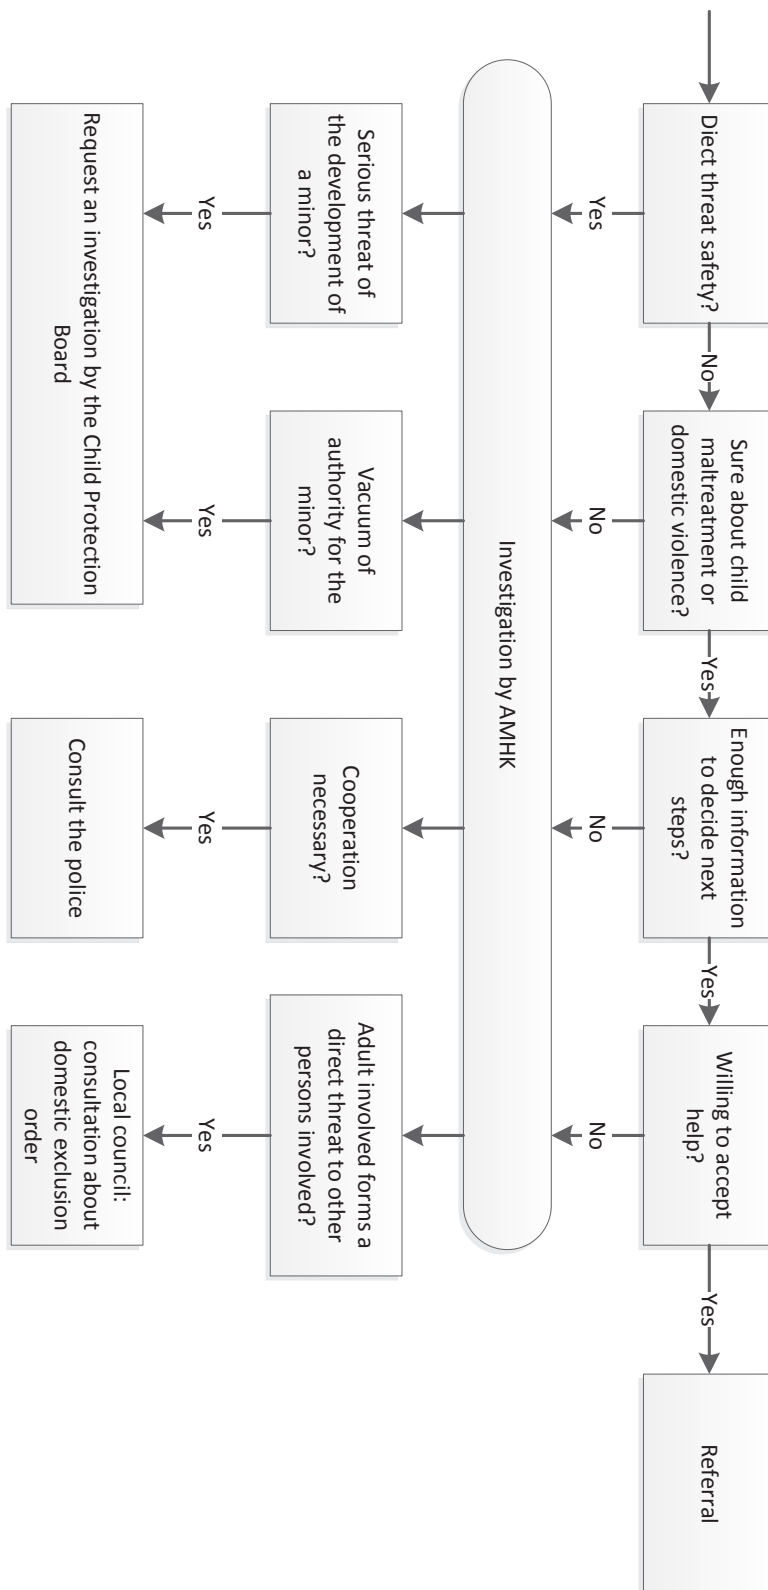 Diect threat safety?
No
Sure about child
maltreatment or
domestic violence?
Yes
Enough information
to decide next
steps?
Yes
Willing to accept
help?
Yes
Referral
Yes
No
No
No
Investigation by AMHK
Serious threat of
the development of
a minor?
Vacuum of
authority for the
minor?
Cooperation
necessary?
Adult involved forms a
direct threat to other
persons involved?
Yes
Yes
Yes
Yes
Request an investigation by the Child Protection
Board
Consult the police
Local council:
consultation about
domestic exclusion
order